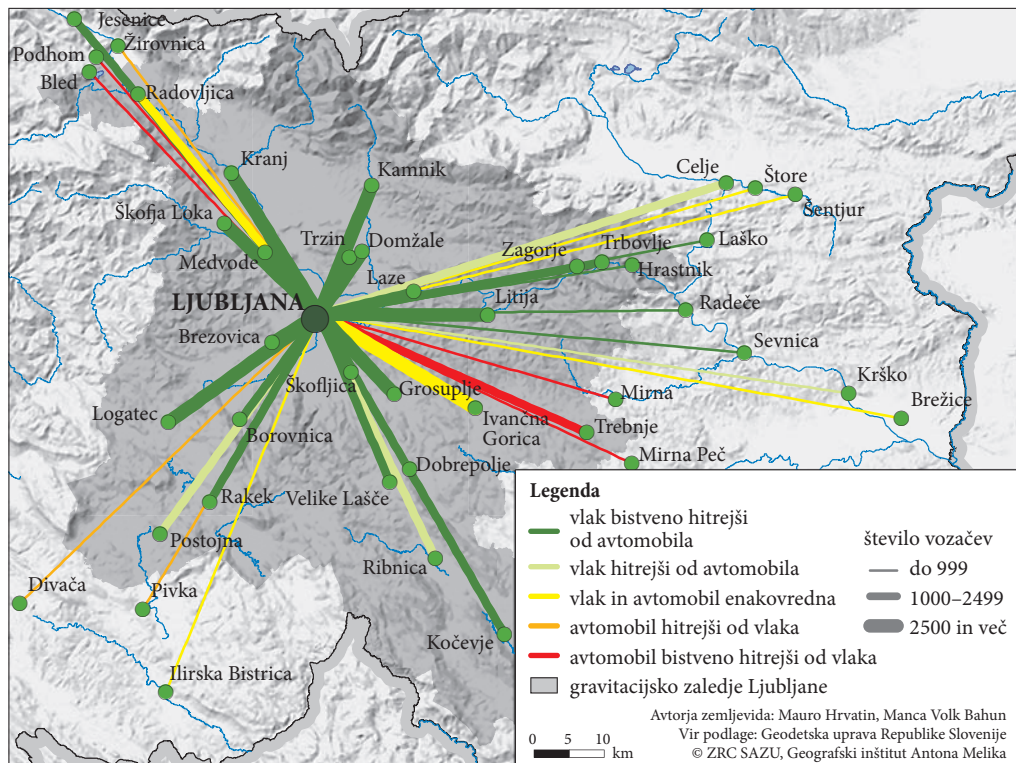 Jesenice
Žirovnica
Podhom
Bled
Radovljica
Kranj
Kamnik
Celje
Štore
Šentjur
Škofja Loka
Trzin
Domžale
Zagorje
Trbovlje
Laško
Medvode
Laze
Hrastnik
LJUBLJANA
Litija
Radeče
Brezovica
Sevnica
Škofljica
Grosuplje
Mirna
Krško
Brežice
Logatec
Borovnica
Ivančna
Gorica
Trebnje
Mirna Peč
Dobrepolje
Rakek
Velike Lašče
Postojna
Ribnica
Divača
Pivka
Kočevje
Ilirska Bistrica
Legenda
vlak bistveno hitrejši
od avtomobila
vlak hitrejši od avtomobila
vlak in avtomobil enakovredna
avtomobil hitrejši od vlaka
avtomobil bistveno hitrejši od vlaka
gravitacijsko zaledje Ljubljane
število vozačev
do 999
1000–2499
2500 in več
0 5 10
km
Avtorja zemljevida: Mauro Hrvatin, Manca Volk Bahun
Vir podlage: Geodetska uprava Republike Slovenije
© ZRC SAZU, Geografski inštitut Antona Melika